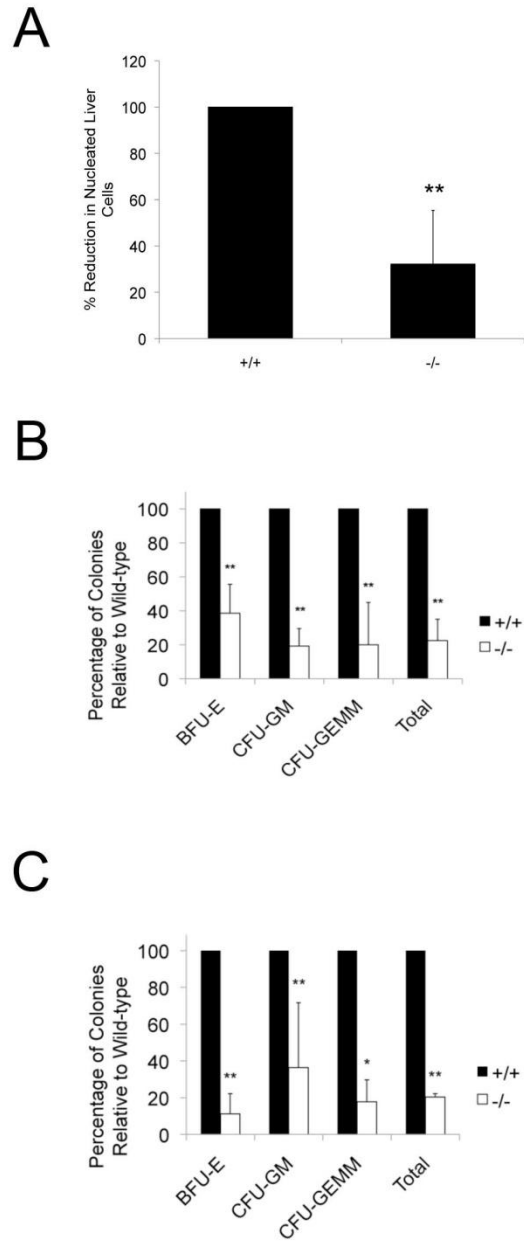 A
% Reduction in Nucleated Liver
Cells
120
100
80
60
40
20
0
**
+/+
-/-
B
Percentage of Colonies
Relative to Wild-type
100
80
60
40
20
0
**
**
**
**
BFU-E
CFU-GM
CFU-GEMM
Total
+/+
-/-
C
Percentage of Colonies
Relative to Wild-type
100
80
60
40
20
0
**
**
*
**
BFU-E
CFU-GM
CFU-GEMM
Total
+/+
-/-